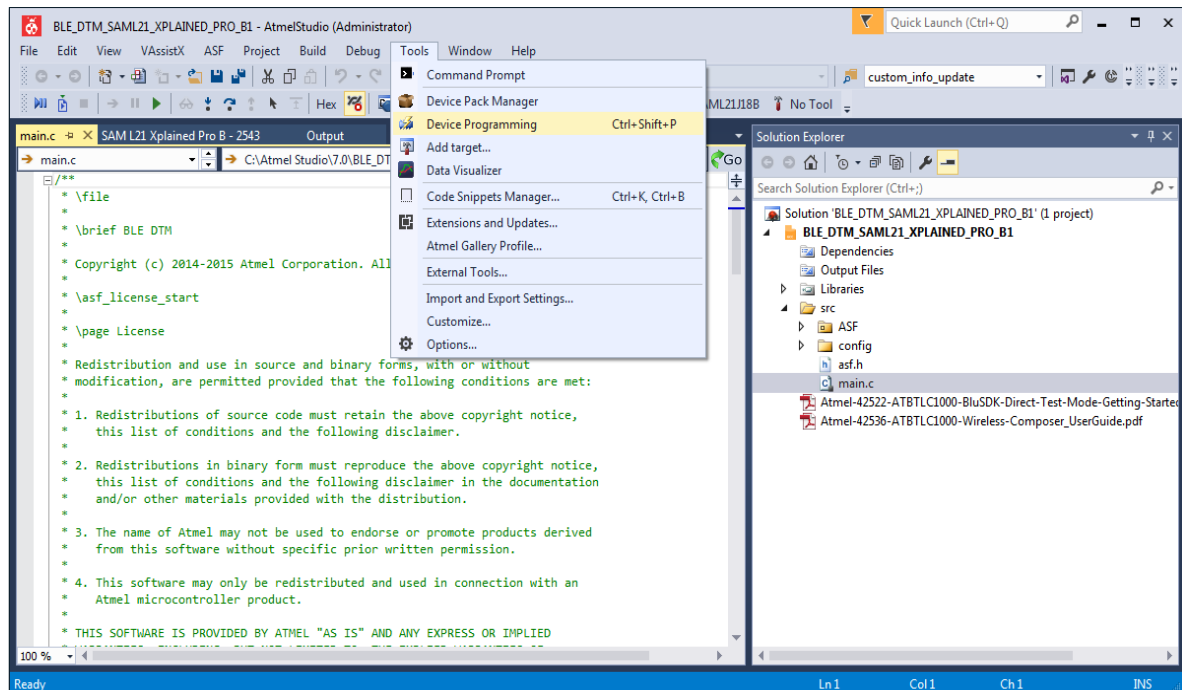 BLE_DTM_SAML21_XPLAINED_PRO_B1 - AtmelStudio (Administrator)
Quick Launch (Ctrl+Q)
File Edit View VAssistX ASF Project Build Debug Tools Window Help
custom_info_update
Hex
ML21J18B No Tool
Command Prompt
Device Pack Manager
Device Programming Ctrl+Shift+P
Add target...
Data Visualizer
Code Snippets Manager... Ctrl+K, Ctrl+B
Extensions and Updates...
Atmel Gallery Profile...
External Tools...
Import and Export Settings...
Customize...
Options...
main.c SAM L21 Xplained Pro B - 2543 Output
main.c C:\Atmel Studio\7.0\BLE_DT Go
/**
* \file
*
* \brief BLE DTM
*
* Copyright (c) 2014-2015 Atmel Corporation. All
*
* \asf_license_start
*
* \page License
*
* Redistribution and use in source and binary forms, with or without
* modification, are permitted provided that the following conditions are met:
*
* 1. Redistributions of source code must retain the above copyright notice,
* this list of conditions and the following disclaimer.
*
* 2. Redistributions in binary form must reproduce the above copyright notice,
* this list of conditions and the following disclaimer in the documentation
* and/or other materials provided with the distribution.
*
* 3. The name of Atmel may not be used to endorse or promote products derived
* from this software without specific prior written permission.
*
* 4. This software may only be redistributed and used in connection with an
* Atmel microcontroller product.
*
* THIS SOFTWARE IS PROVIDED BY ATMEL "AS IS" AND ANY EXPRESS OR IMPLIED
100 %
Solution Explorer
Search Solution Explorer (Ctrl+;)
Solution 'BLE_DTM_SAML21_XPLAINED_PRO_B1' (1 project)
BLE_DTM_SAML21_XPLAINED_PRO_B1
Dependencies
Output Files
Libraries
src
ASF
config
asf.h
main.c
Atmel-42522-ATBTLC1000-BluSDK-Direct-Test-Mode-Getting-Started
Atmel-42536-ATBTLC1000-Wireless-Composer_UserGuide.pdf
Ready Ln 1 Col 1 Ch 1 INS